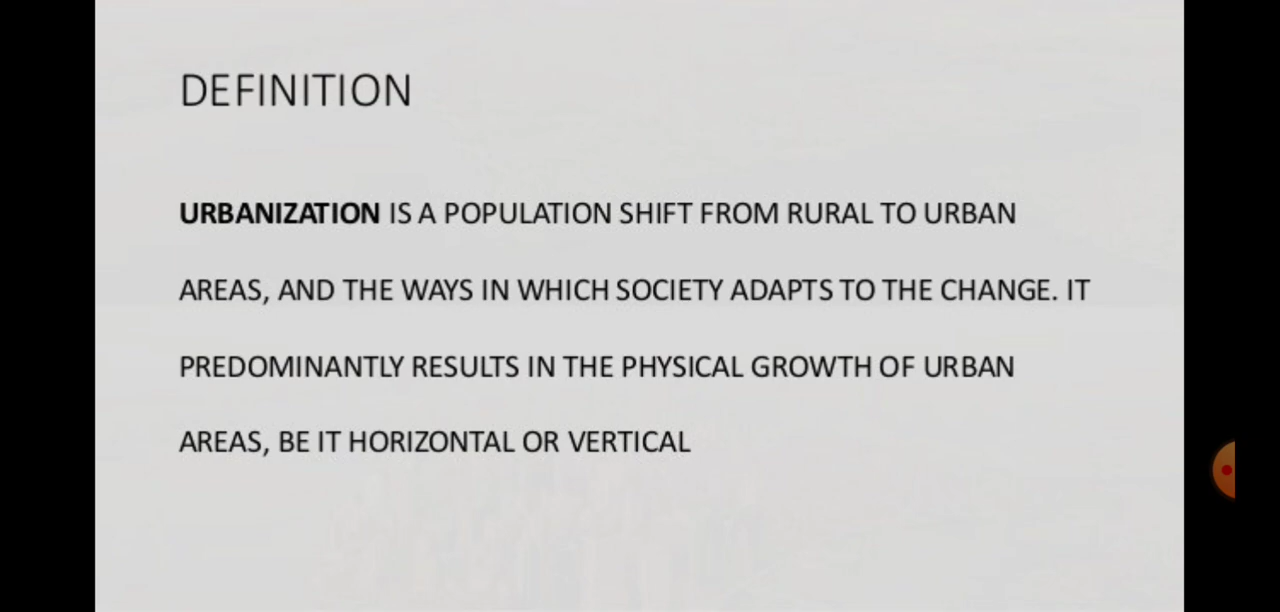 DEFINITION
URBANIZATION IS A POPULATION SHIFT FROM RURAL TO URBAN
AREAS, AND THE WAYS IN WHICH SOCIETY ADAPTS TO THE CHANGE. IT
PREDOMINANTLY RESULTS IN THE PHYSICAL GROWTH OF URBAN
AREAS, BE IT HORIZONTAL OR VERTICAL